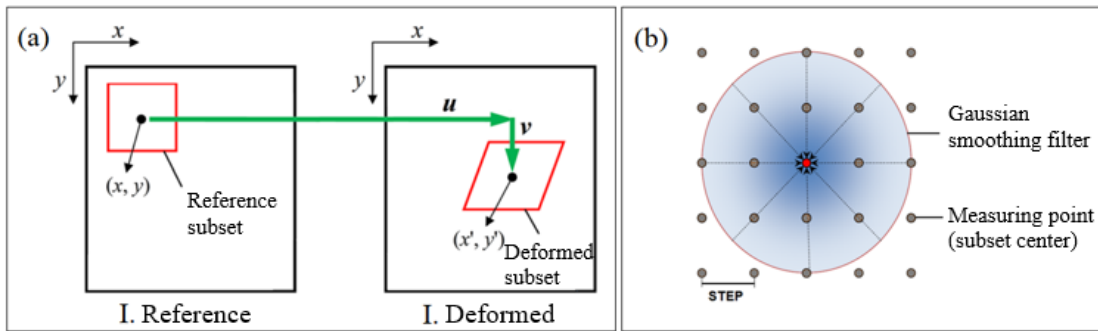 (a)
x
y
u
v
(x, y)
Reference
subset
I. Reference
x
y
(x', y')
Deformed
subset
I. Deformed
(b)
Gaussian
smoothing filter
Measuring point
(subset center)
STEP